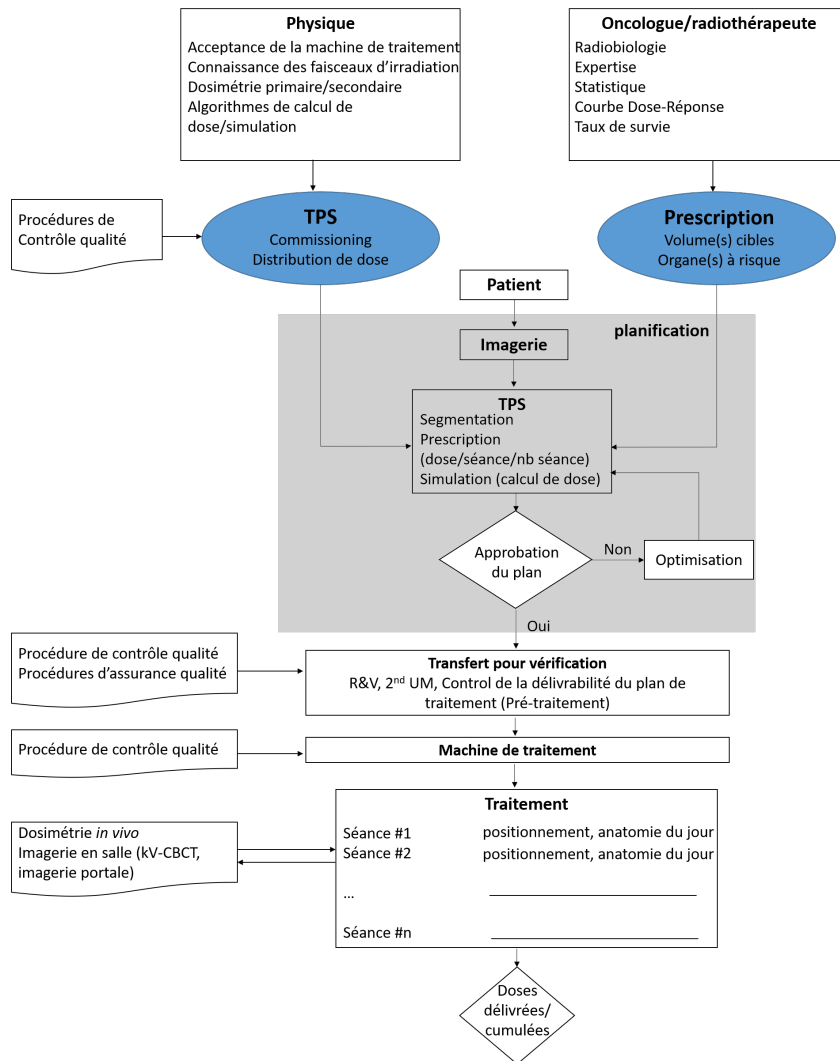 Physique
Acceptance de la machine de traitement
Connaissance des faisceaux d’irradiation
Dosimétrie primaire/secondaire
Algorithmes de calcul de
dose/simulation
Oncologue/radiothérapeute
Radiobiologie
Expertise
Statistique
Courbe Dose-Réponse
Taux de survie
Procédures de
Contrôle qualité
TPS
Commissioning
Distribution de dose
Prescription
Volume(s) cibles
Organe(s) à risque
Patient
planification
Imagerie
TPS
Segmentation
Prescription
(dose/séance/nb séance)
Simulation (calcul de dose)
Approbation
du plan
Non
Optimisation
Oui
Procédure de contrôle qualité
Procédures d’assurance qualité
Transfert pour vérification
R&V, 2nd UM, Control de la délivrabilité du plan de
traitement (Pré-traitement)
Procédure de contrôle qualité
Machine de traitement
Dosimétrie in vivo
Imagerie en salle (kV-CBCT,
imagerie portale)
Traitement
Séance #1 positionnement, anatomie du jour
Séance #2 positionnement, anatomie du jour
...
Séance #n
Doses
délivrées/
cumulées